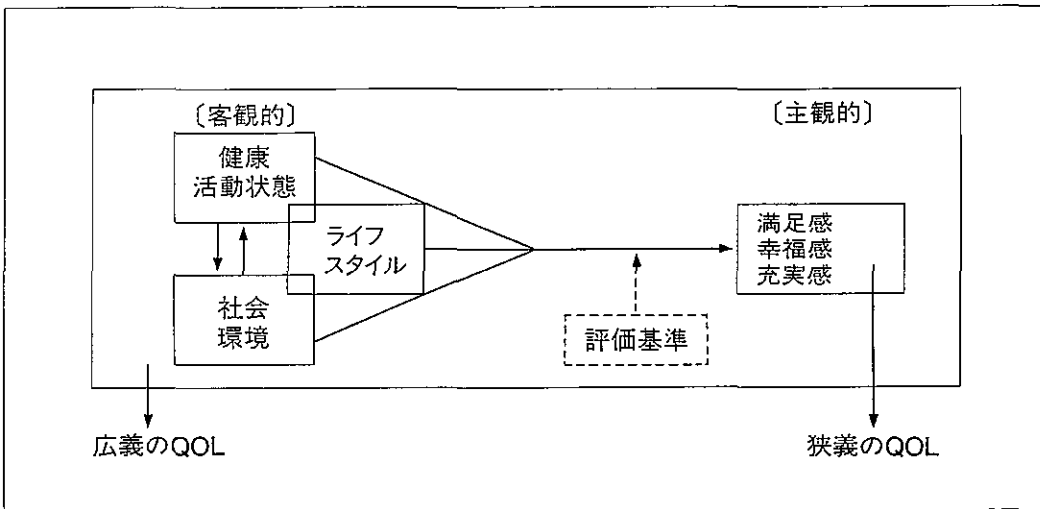 〔客観的〕
〔主観的〕
健康
活動状態
ライフ
スタイル
社会
環境
評価基準
満足感
幸福感
充実感
広義のQOL
狭義のQOL